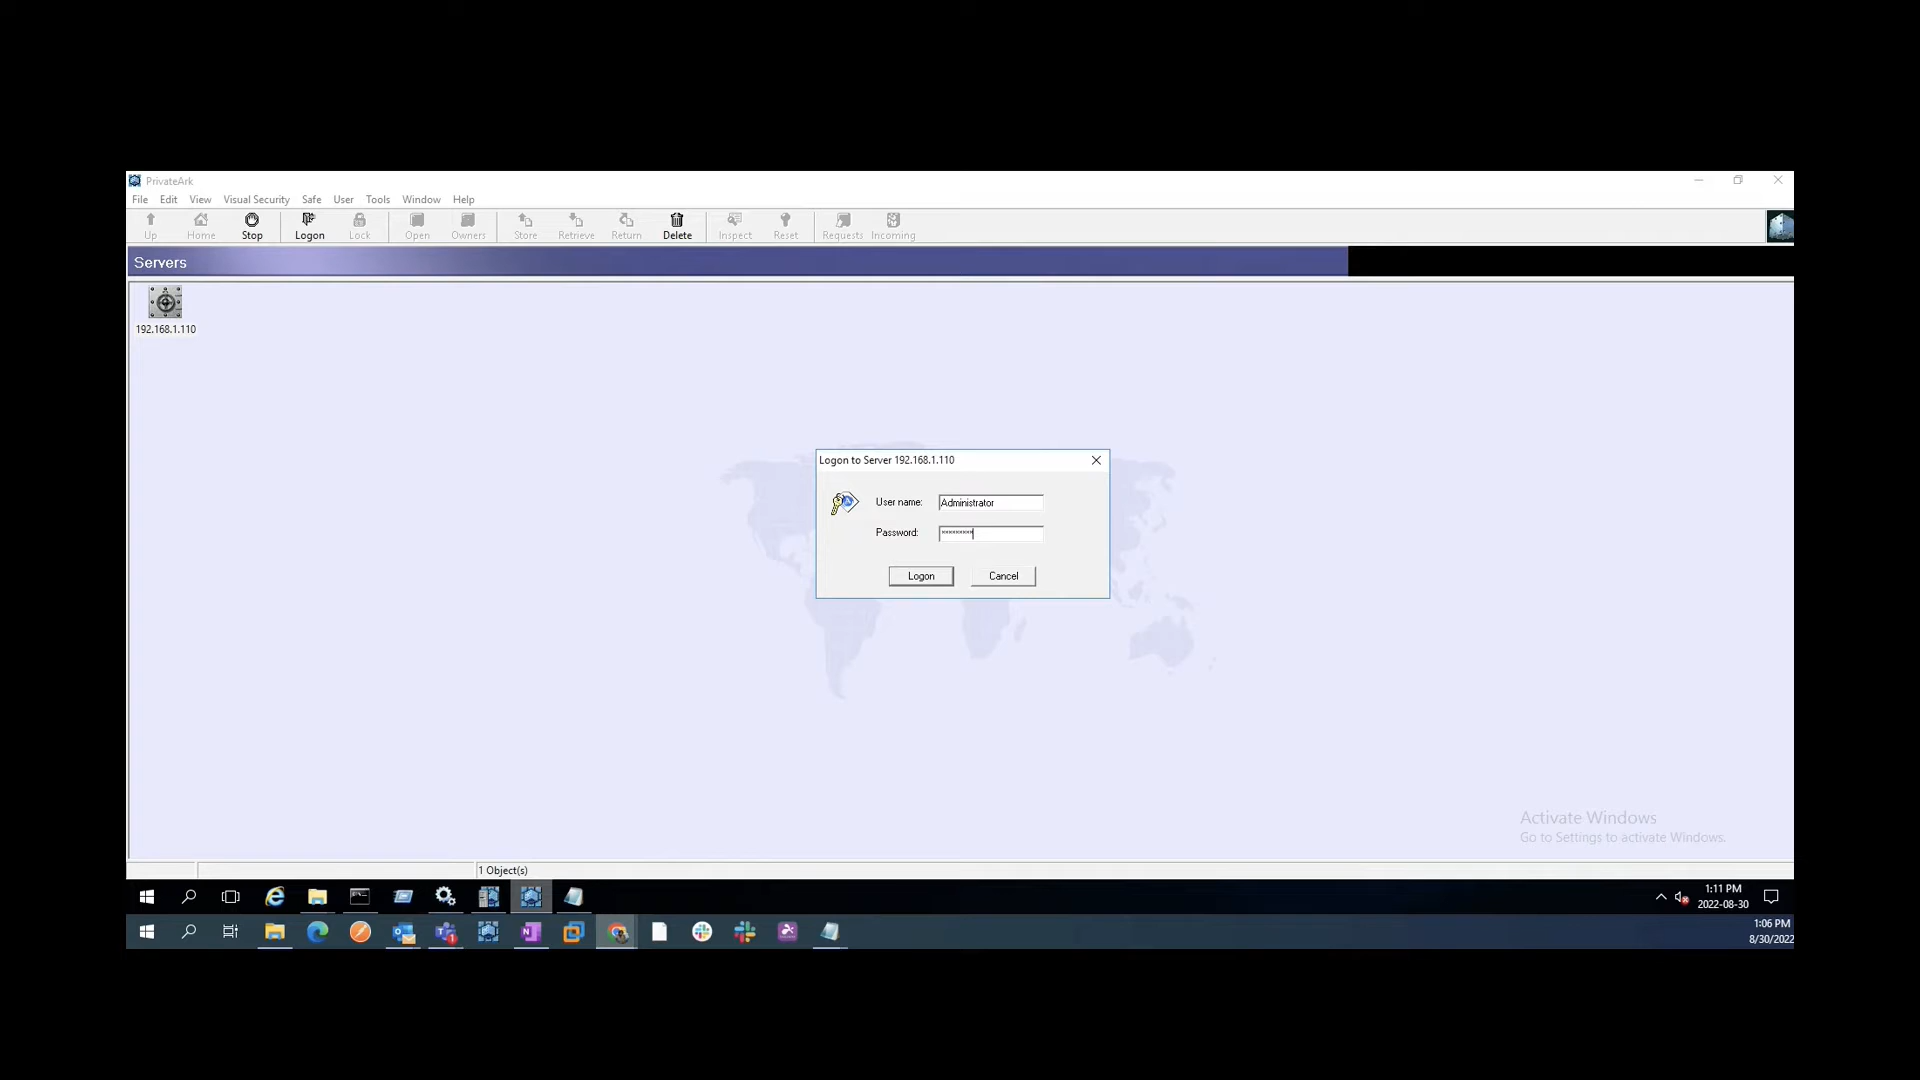 PrivateArk
File Edit View Visual Security Safe User Tools Window Help
Up Home Stop Logon Lock Open Owners Store Retrieve Return Delete Inspect Reset Requests Incoming
Servers
192.168.1.110
Logon to Server 192.168.1.110
User name: Administrator
Password: *********
Logon Cancel
Activate Windows
Go to Settings to activate Windows.
1 Object(s)
1:11 PM
2022-08-30
1:06 PM
8/30/2022